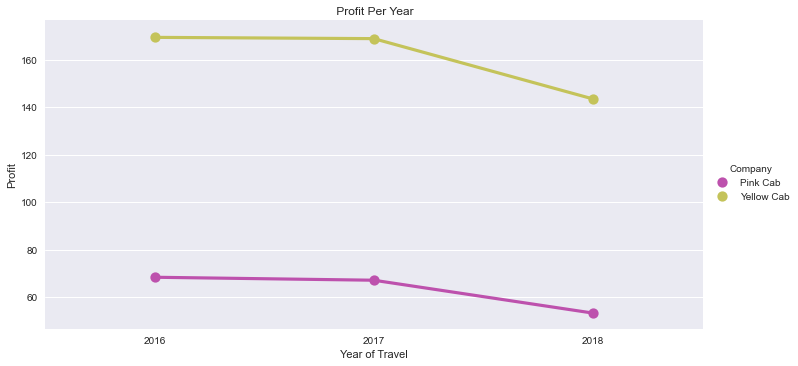 Profit Per Year
160
140
120
100
80
60
Profit
2016 2017 2018
Year of Travel
Company
Pink Cab
Yellow Cab